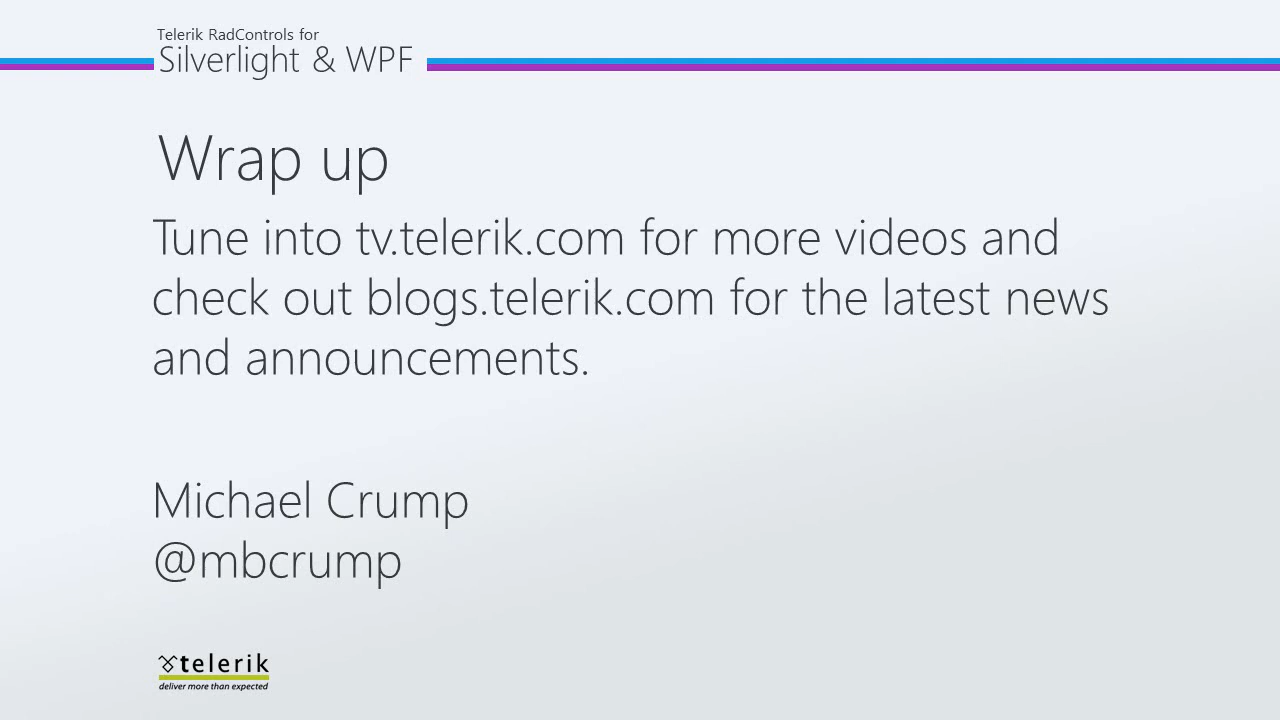 Telerik RadControls for
Silverlight & WPF
Wrap up
Tune into tv.telerik.com for more videos and
check out blogs.telerik.com for the latest news
and announcements.
Michael Crump
@mbcrump
telerik
deliver more than expected